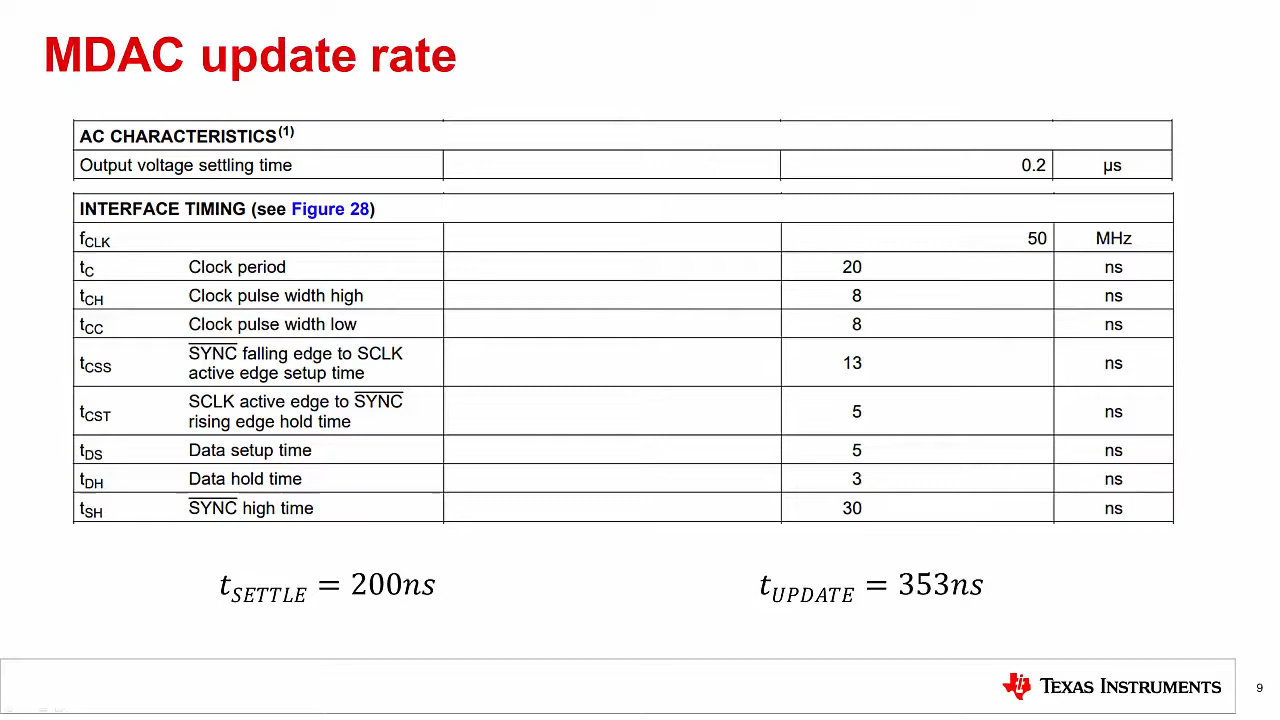 MDAC update rate
AC CHARACTERISTICS(1)
Output voltage settling time 0.2 μs
INTERFACE TIMING (see Figure 28)
fCLK 50 MHz
tC Clock period 20 ns
tCH Clock pulse width high 8 ns
tCC Clock pulse width low 8 ns
tCSS SYNC falling edge to SCLK active edge setup time 13 ns
tCST SCLK active edge to SYNC rising edge hold time 5 ns
tDS Data setup time 5 ns
tDH Data hold time 3 ns
tSH SYNC high time 30 ns
tSETTLE = 200ns tUPDATE = 353ns
TEXAS INSTRUMENTS 9